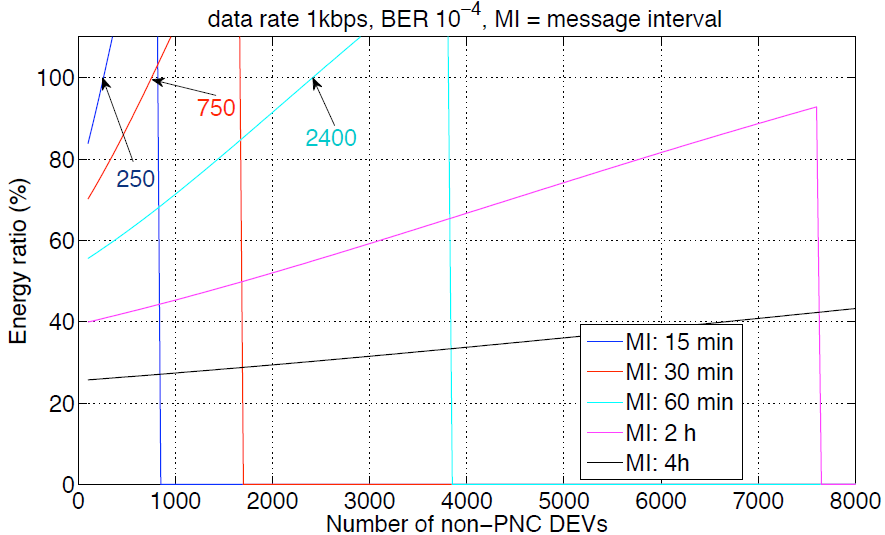 data rate 1kbps, BER 10^-4, MI = message interval
Energy ratio (%)
100
80
60
40
20
0
250
750
2400
MI: 15 min
MI: 30 min
MI: 60 min
MI: 2 h
MI: 4h
0 1000 2000 3000 4000 5000 6000 7000 8000
Number of non−PNC DEVs